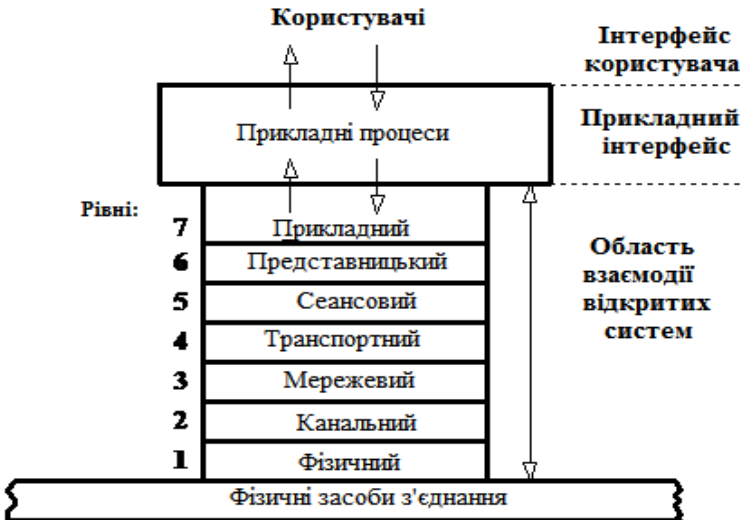 Користувачі
Інтерфейс
користувача
Прикладні процеси
Прикладний
інтерфейс
Рівні:
7 Прикладний
6 Представницький
5 Сеансовий
4 Транспортний
3 Мережевий
2 Канальний
1 Фізичний
Область
взаємодії
відкритих
систем
Фізичні засоби з'єднання